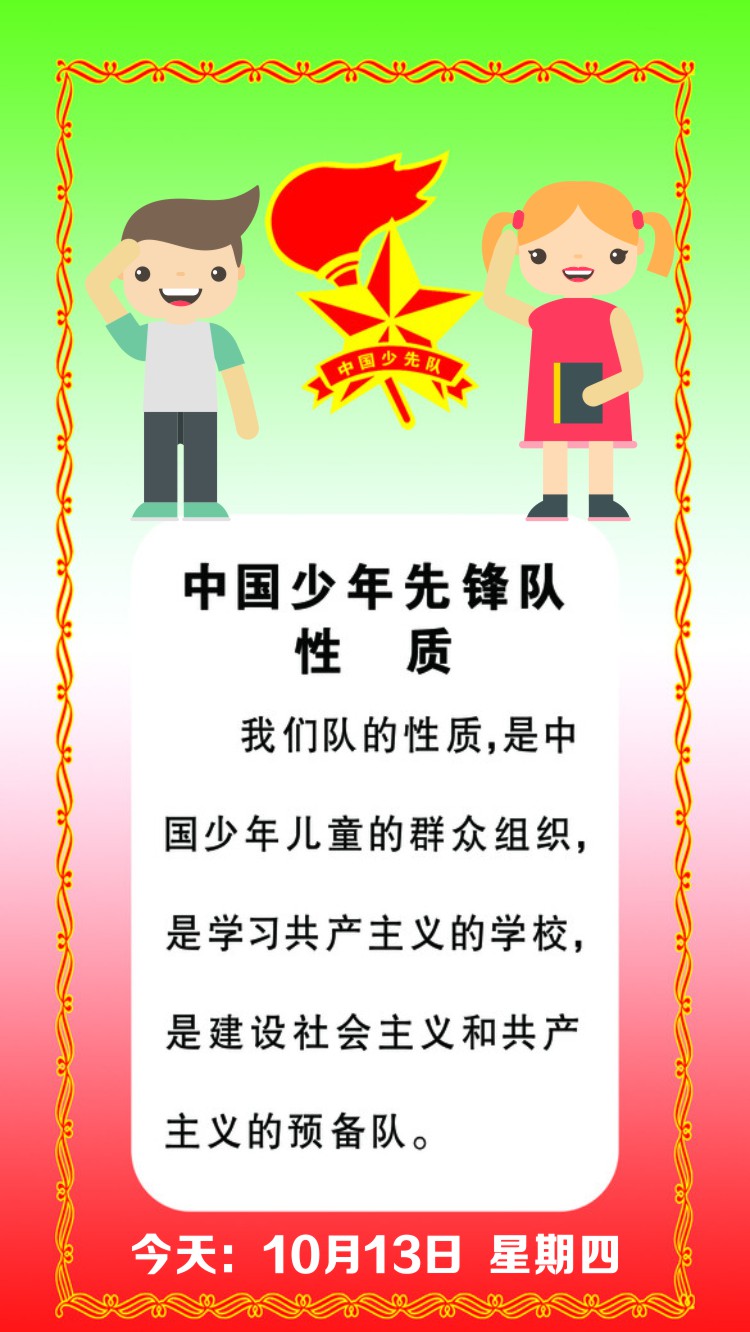 中国少先队
中国少年先锋队
性 质
我们队的性质,是中
国少年儿童的群众组织,
是学习共产主义的学校,
是建设社会主义和共产
主义的预备队。
今天: 10月13日 星期四